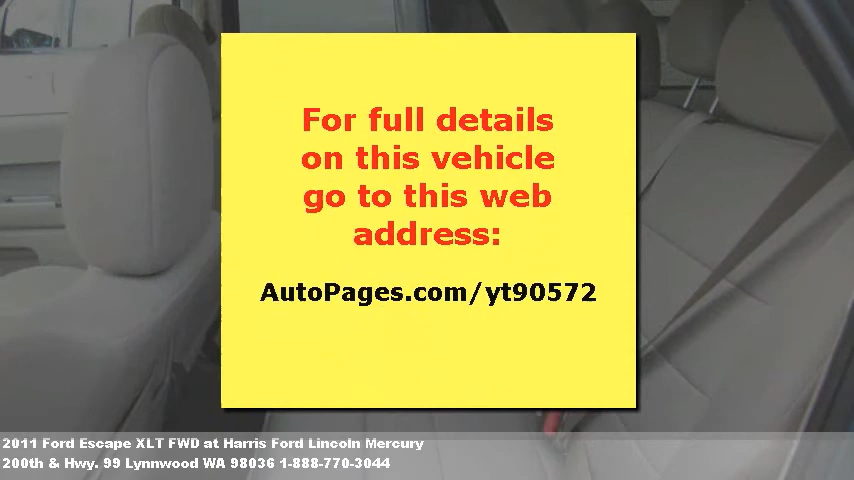 For full details
on this vehicle
go to this web
address:
AutoPages.com/yt90572
2011 Ford Escape XLT FWD at Harris Ford Lincoln Mercury
200th & Hwy. 99 Lynnwood WA 98036 1-888-770-3044